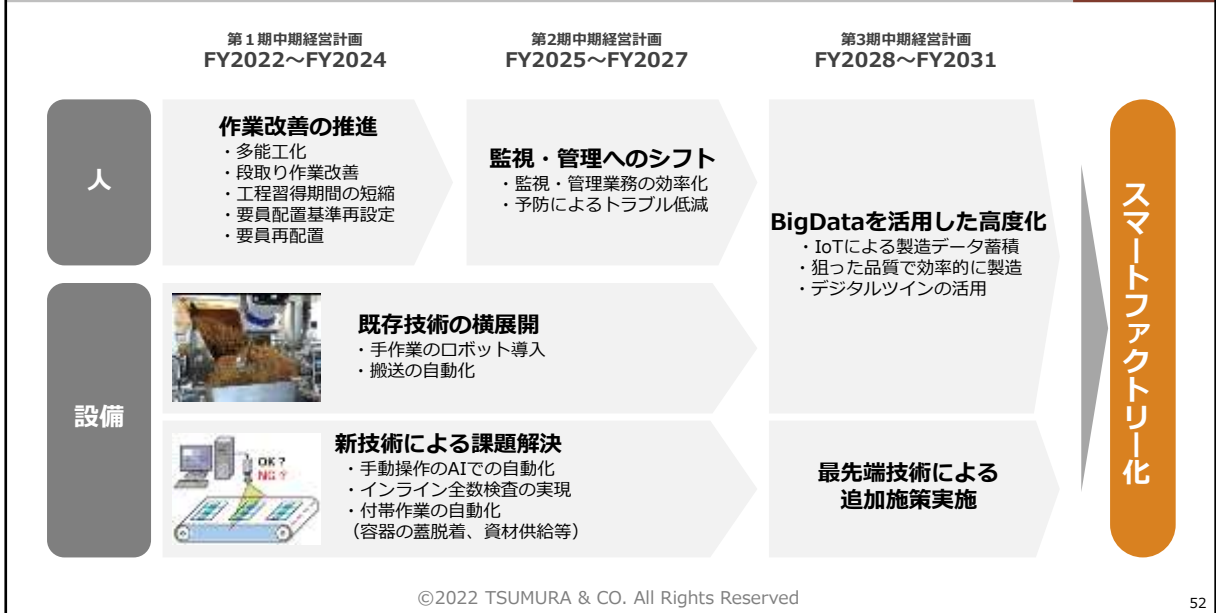 第１期中期経営計画
FY2022～FY2024
第2期中期経営計画
FY2025～FY2027
第3期中期経営計画
FY2028～FY2031
人
作業改善の推進
・多能工化
・段取り作業改善
・工程習得期間の短縮
・要員配置基準再設定
・要員再配置
監視・管理へのシフト
・監視・管理業務の効率化
・予防によるトラブル低減
BigDataを活用した高度化
・IoTによる製造データ蓄積
・狙った品質で効率的に製造
・デジタルツインの活用
設備
既存技術の横展開
・手作業のロボット導入
・搬送の自動化
OK ?
NG ?
新技術による課題解決
・手動操作のAIでの自動化
・インライン全数検査の実現
・付帯作業の自動化
（容器の蓋脱着、資材供給等）
最先端技術による
追加施策実施
スマートファクトリー化
©2022 TSUMURA & CO. All Rights Reserved
52